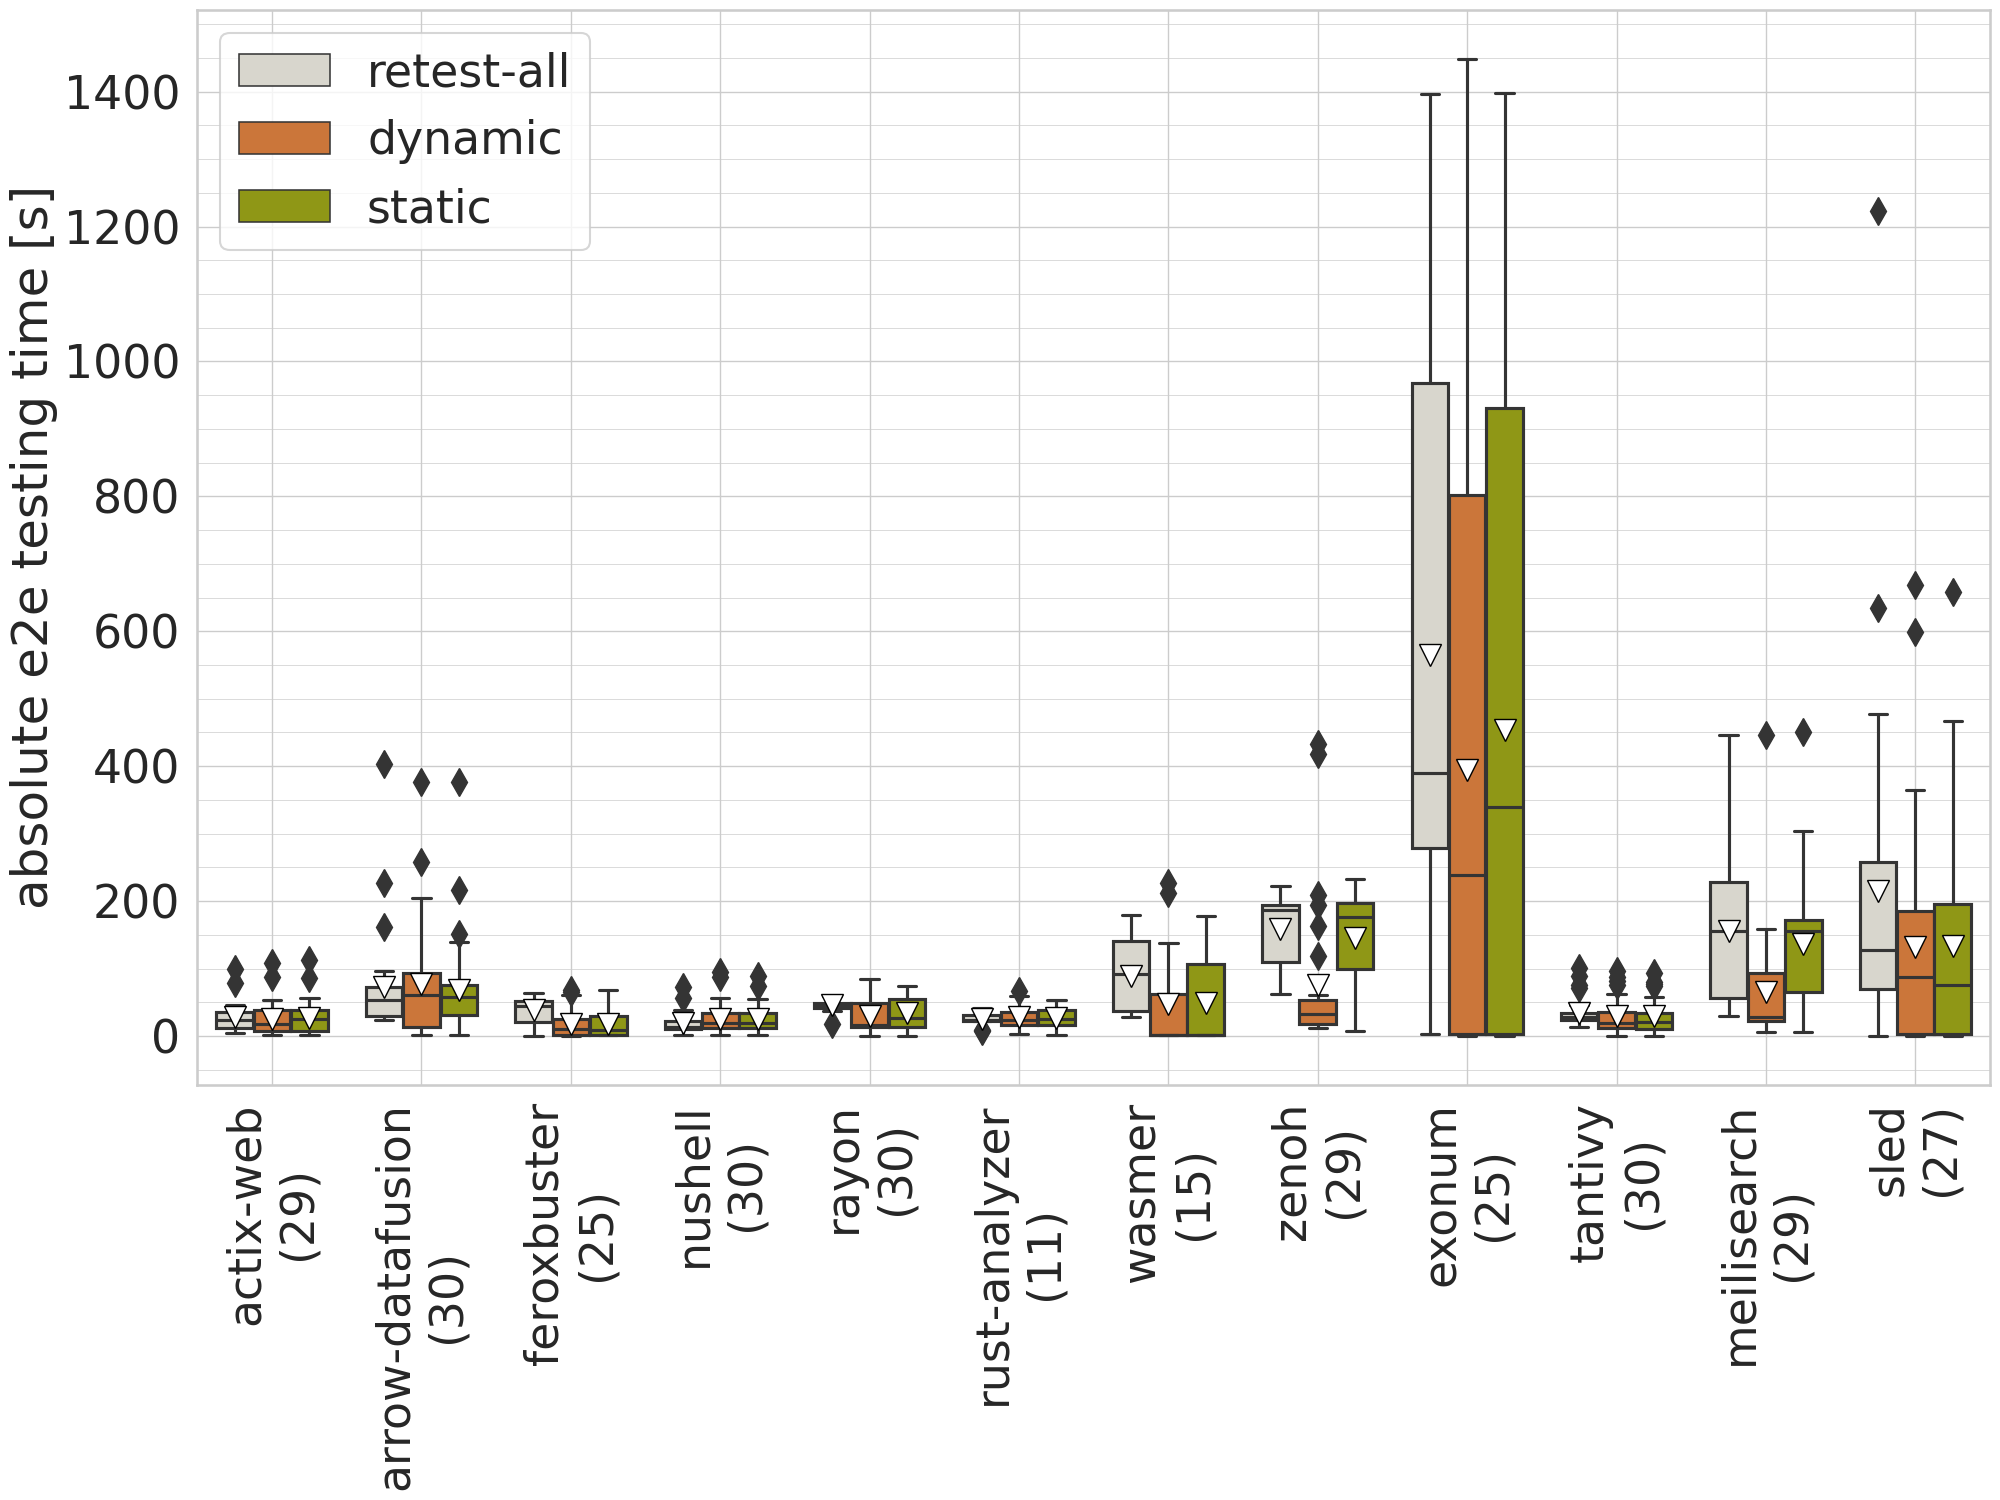 retest-all
dynamic
static
absolute e2e testing time [s]
1400
1200
1000
800
600
400
200
0
actix-web
(29)
arrow-datafusion
(30)
feroxbuster
(25)
nushell
(30)
rayon
(30)
rust-analyzer
(11)
wasmer
(15)
zenoh
(29)
exonum
(25)
tantivy
(30)
meilisearch
(29)
sled
(27)